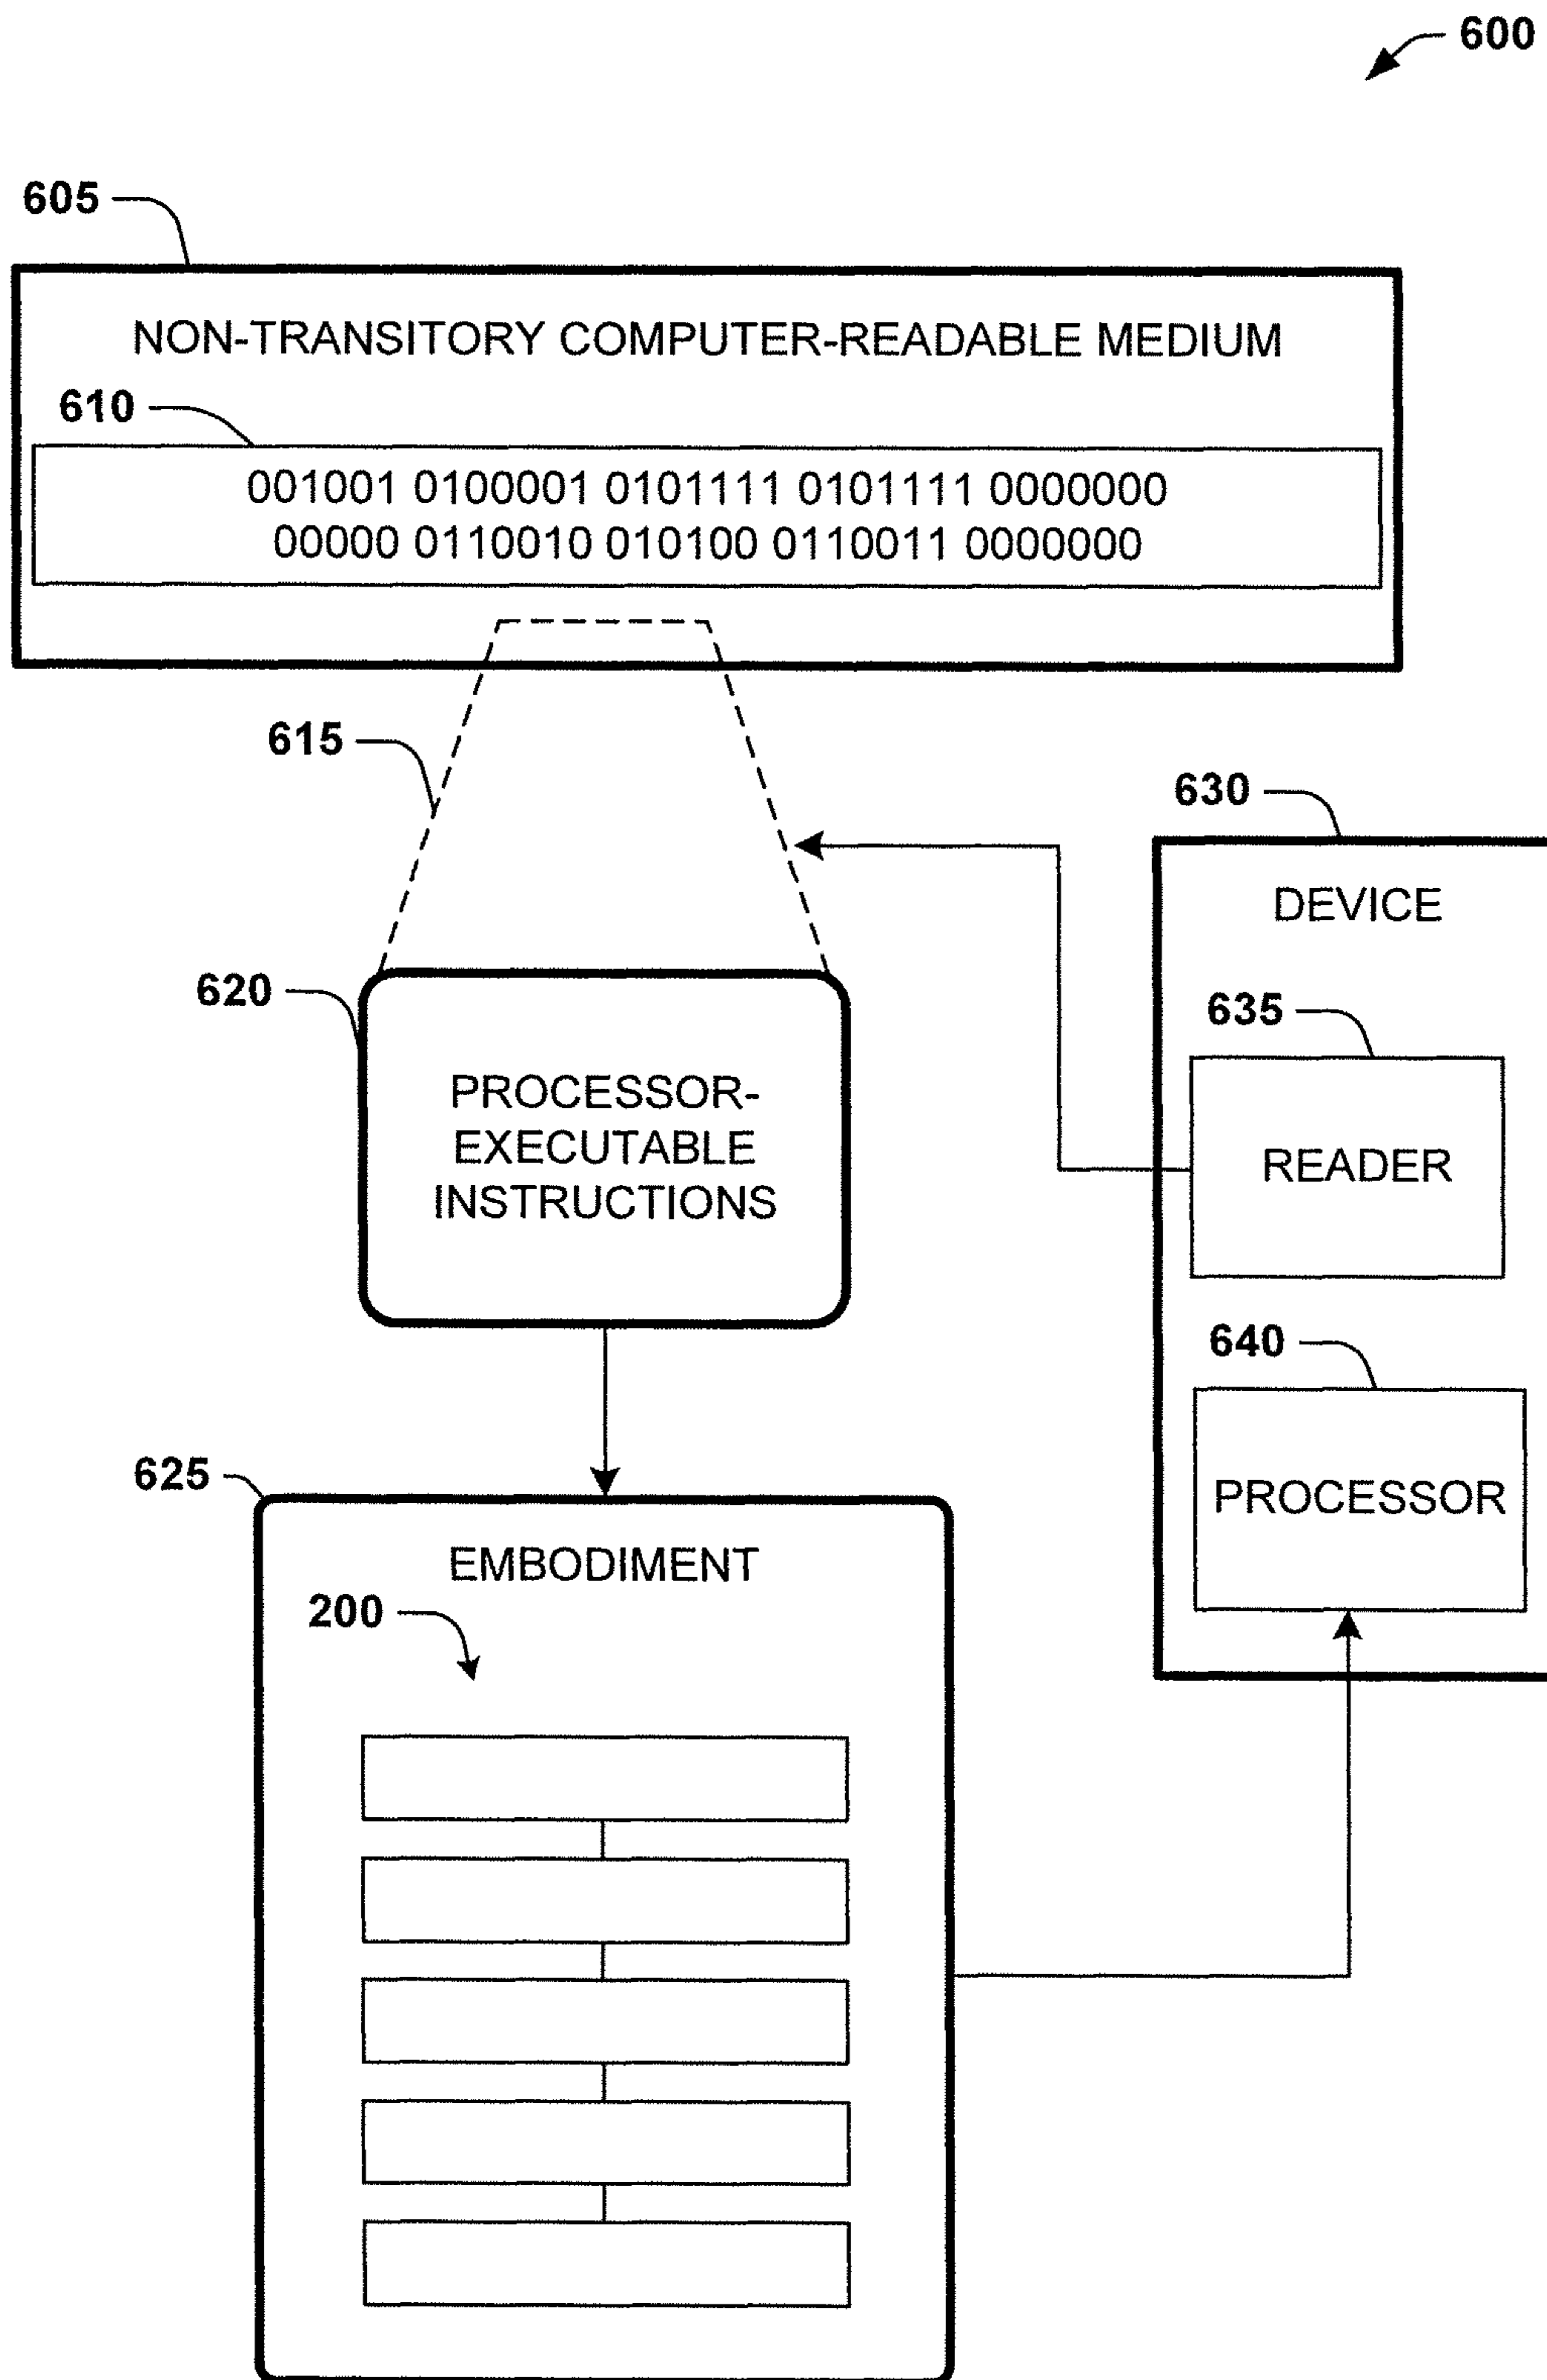 600
605
NON-TRANSITORY COMPUTER-READABLE MEDIUM
610
001001 0100001 0101111 0101111 0000000
00000 0110010 010100 0110011 0000000
615
630
DEVICE
620
PROCESSOR-
EXECUTABLE
INSTRUCTIONS
635
READER
640
PROCESSOR
625
EMBODIMENT
200